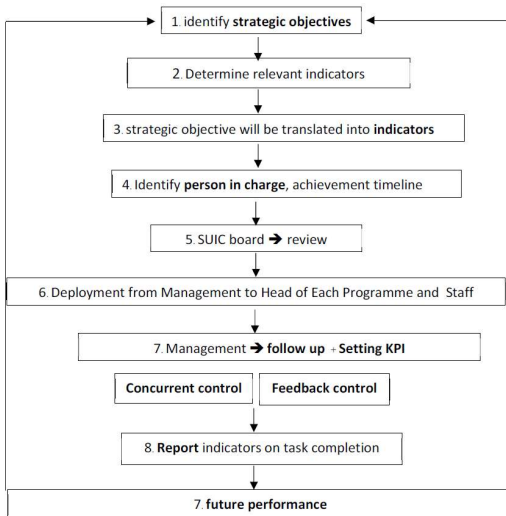 1. identify strategic objectives
2. Determine relevant indicators
3. strategic objective will be translated into indicators
4. Identify person in charge, achievement timeline
5. SUIC board ➔ review
6. Deployment from Management to Head of Each Programme and Staff
7. Management ➔ follow up + Setting KPI
Concurrent control
Feedback control
8. Report indicators on task completion
7. future performance